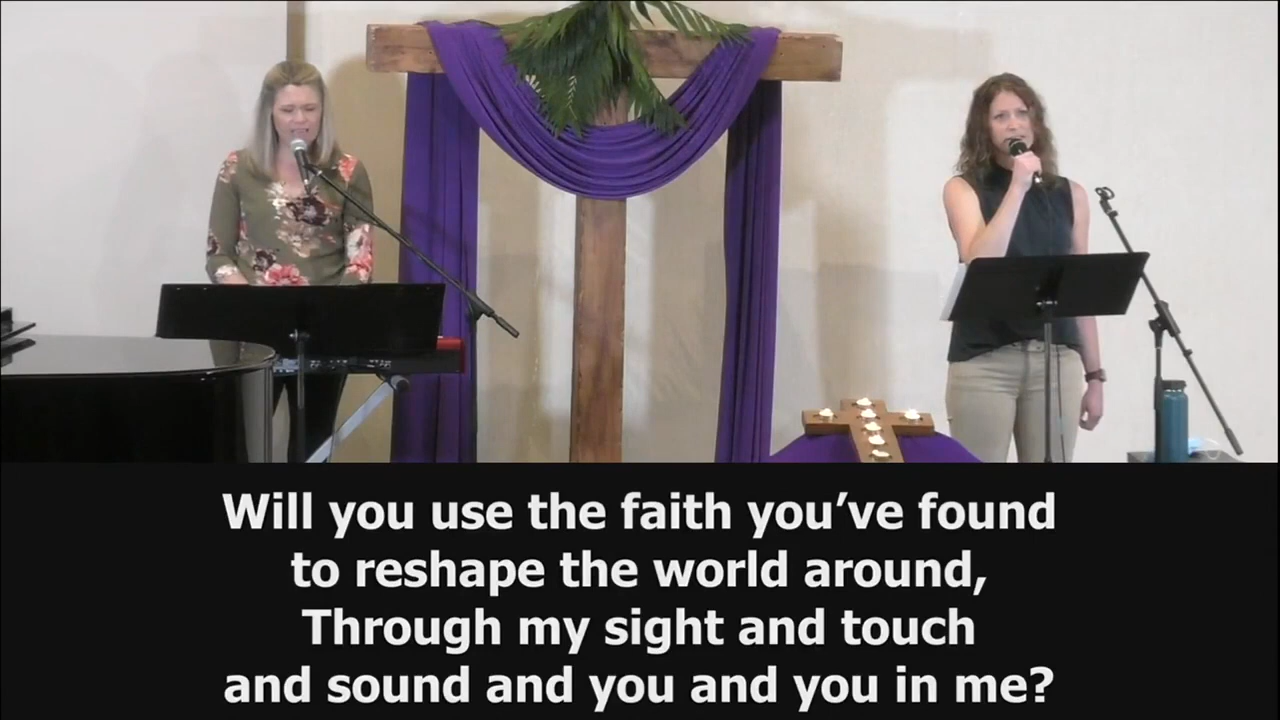 Will you use the faith you’ve found
to reshape the world around,
Through my sight and touch
and sound and you and you in me?